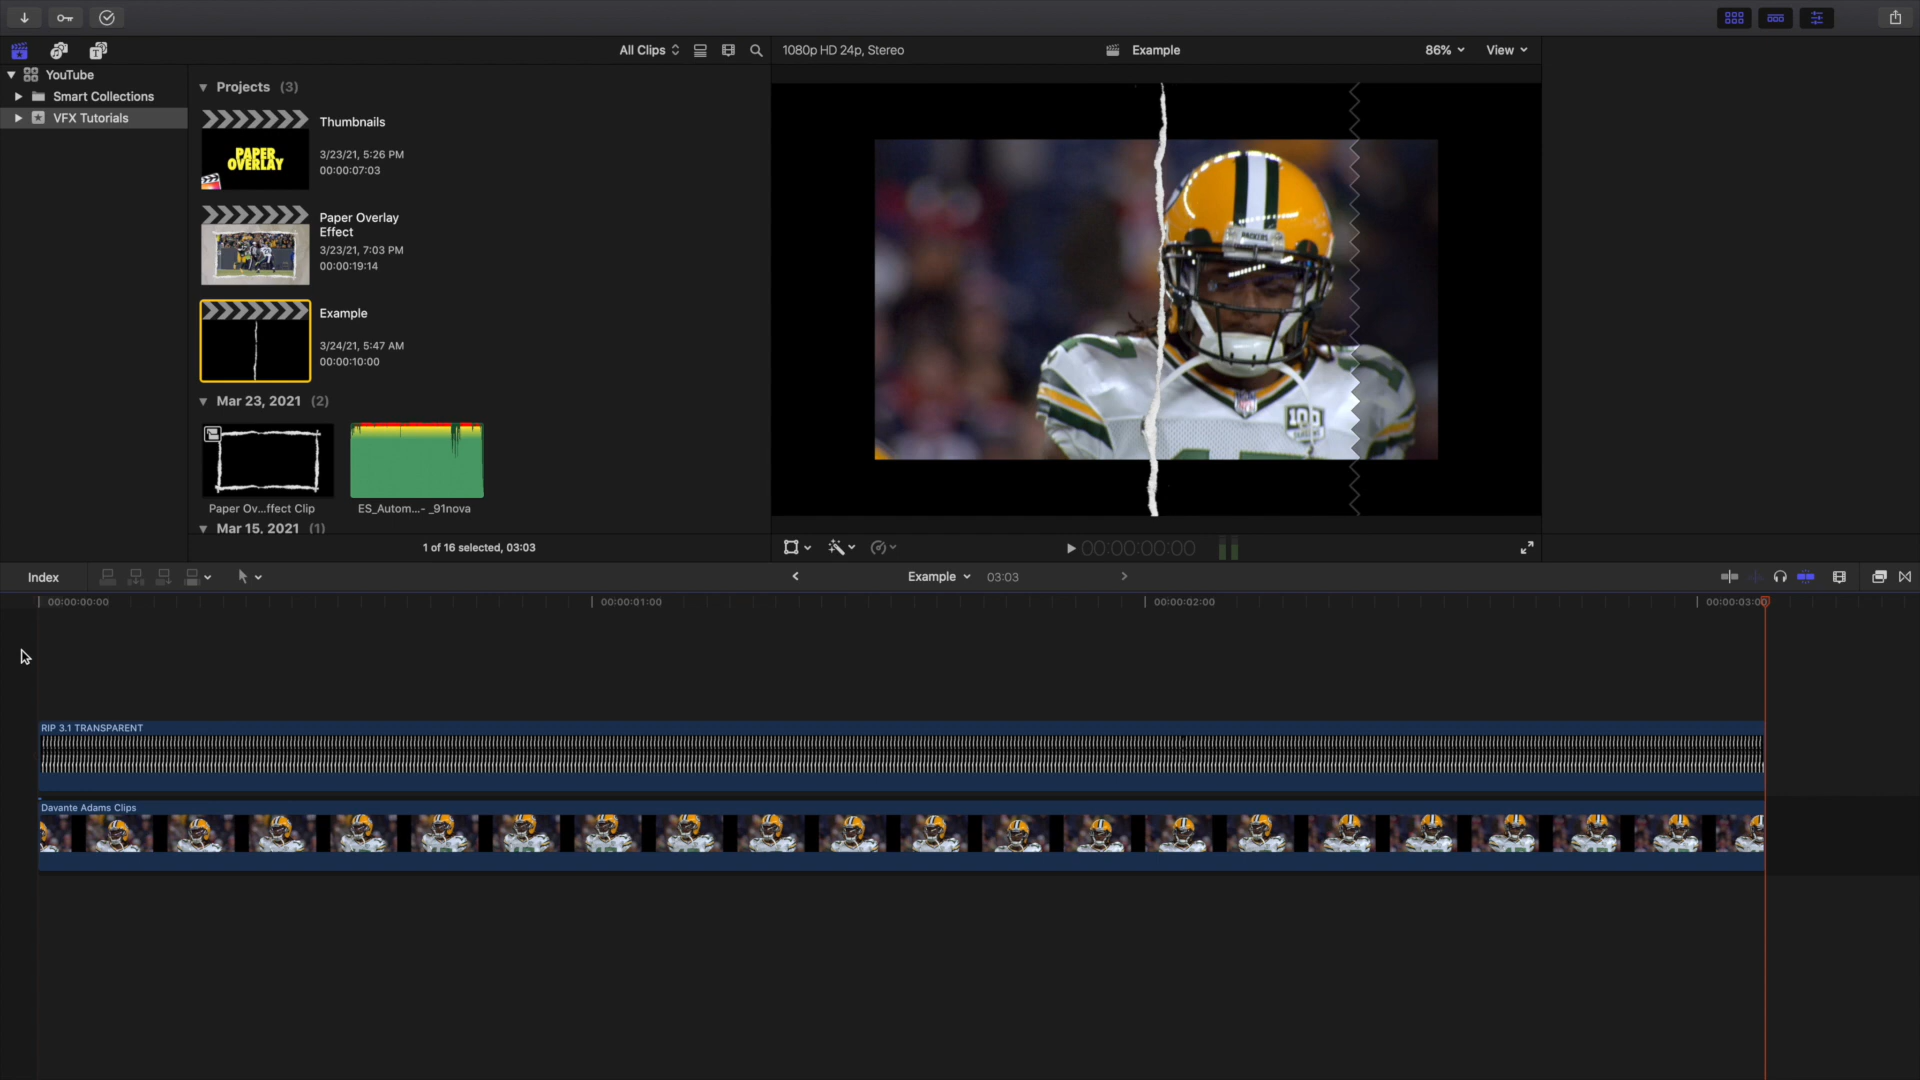 All Clips
1080p HD 24p, Stereo
Example
86%
View
YouTube
Smart Collections
VFX Tutorials
Projects (3)
Thumbnails
3/23/21, 5:26 PM
00:00:07:03
PAPER
OVERLAY
Paper Overlay
Effect
3/23/21, 7:03 PM
00:00:19:14
Example
3/24/21, 5:47 AM
00:00:10:00
Mar 23, 2021 (2)
Paper Ov...ffect Clip
ES_Autom...- _91nova
Mar 15, 2021 (1)
1 of 16 selected, 03:03
PACKERS
NFL
100
00:00:00:00
Index
Example
03:03
00:00:00:00
00:00:01:00
00:00:02:00
00:00:03:00
RIP 3.1 TRANSPARENT
Davante Adams Clips